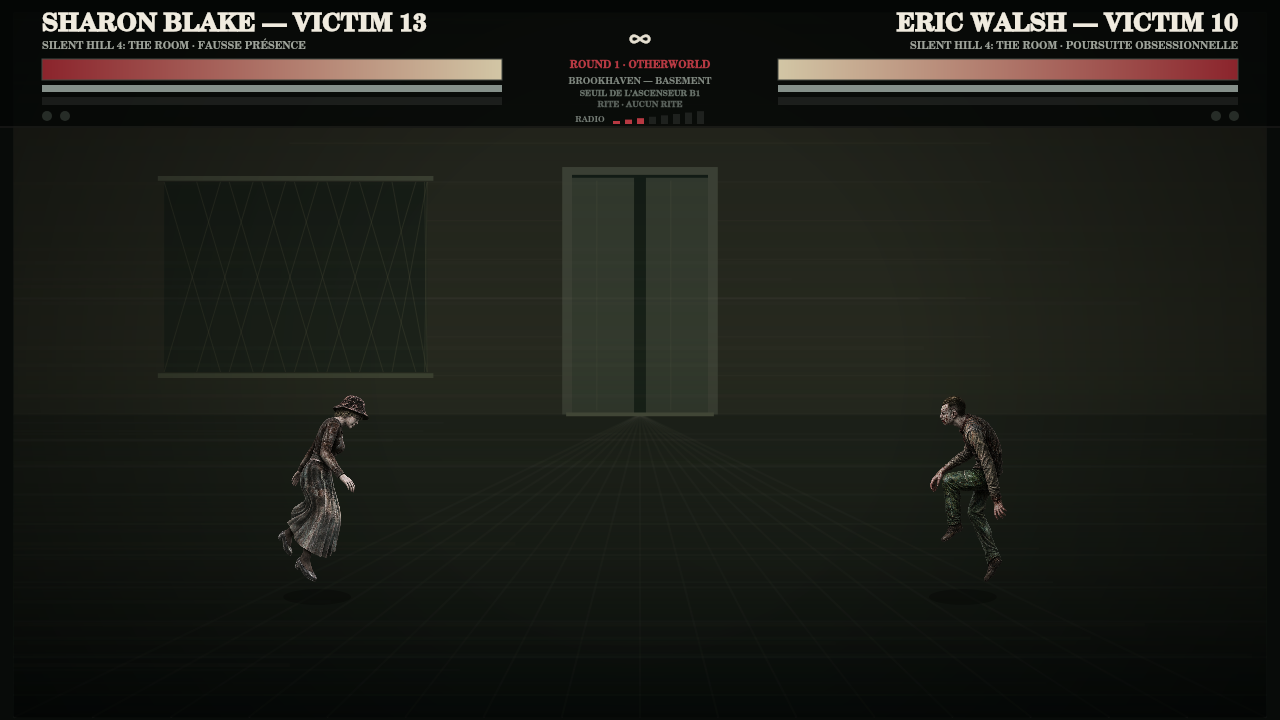 SHARON BLAKE — VICTIM 13
SILENT HILL 4: THE ROOM · FAUSSE PRÉSENCE
∞
ROUND 1 · OTHERWORLD
BROOKHAVEN — BASEMENT
SEUIL DE L'ASCENSEUR B1
RITE · AUCUN RITE
RADIO
ERIC WALSH — VICTIM 10
SILENT HILL 4: THE ROOM · POURSUITE OBSESSIONNELLE